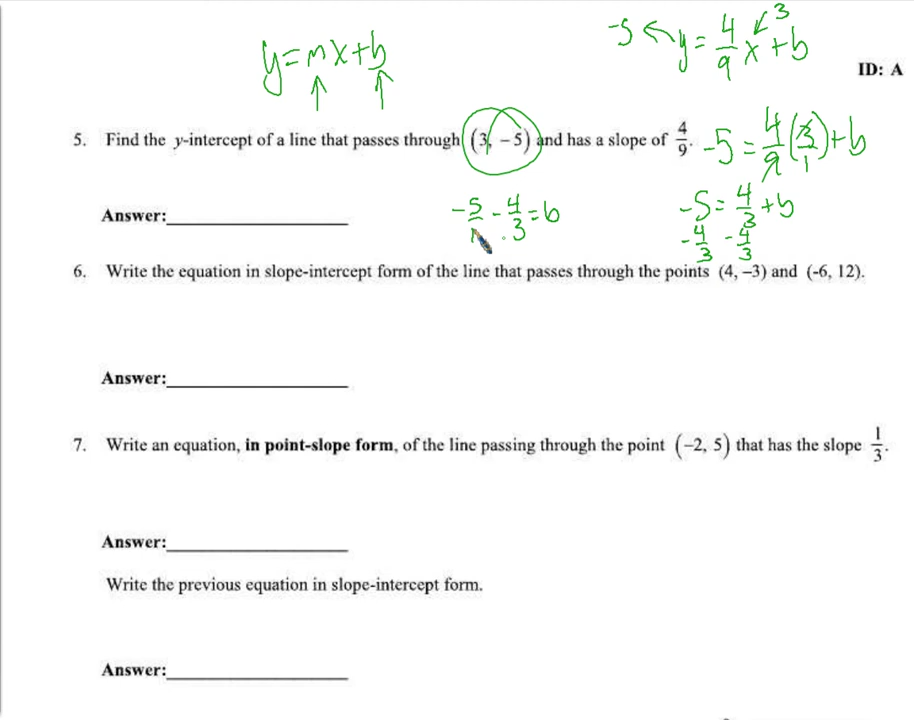 y=mx+b
-5 ← y = 4/9 x + b 3
ID: A
5. Find the y-intercept of a line that passes through (3, −5) and has a slope of 4/9.
-5 = 4/9 (3/1) + b
Answer:
-5/1 - 4/3 = b
-5 = 4/3 + b
-4/3 -4/3
6. Write the equation in slope-intercept form of the line that passes through the points (4, −3) and (-6, 12).
Answer:
7. Write an equation, in point-slope form, of the line passing through the point (−2, 5) that has the slope 1/3.
Answer:
Write the previous equation in slope-intercept form.
Answer: